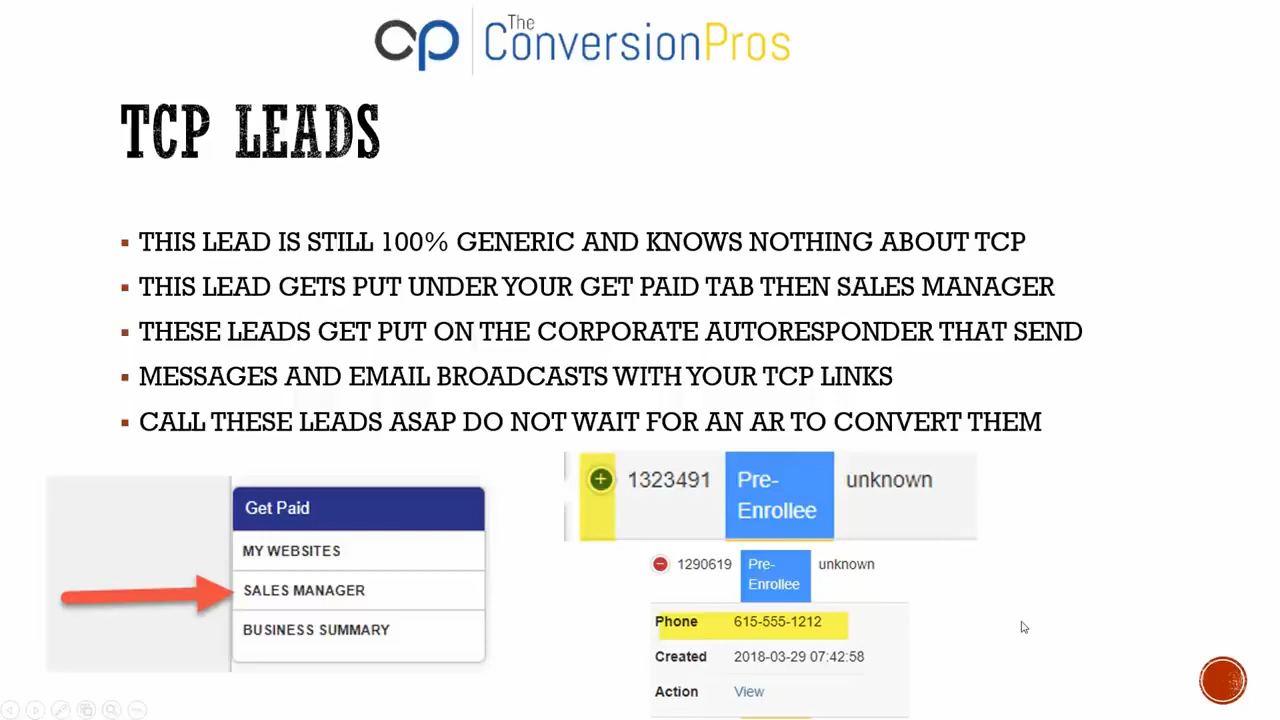 cp The
ConversionPros
TCP LEADS
THIS LEAD IS STILL 100% GENERIC AND KNOWS NOTHING ABOUT TCP
THIS LEAD GETS PUT UNDER YOUR GET PAID TAB THEN SALES MANAGER
THESE LEADS GET PUT ON THE CORPORATE AUTORESPONDER THAT SEND
MESSAGES AND EMAIL BROADCASTS WITH YOUR TCP LINKS
CALL THESE LEADS ASAP DO NOT WAIT FOR AN AR TO CONVERT THEM
Get Paid
MY WEBSITES
SALES MANAGER
BUSINESS SUMMARY
1323491 Pre- unknown
Enrollee
1290619 Pre- unknown
Enrollee
Phone 615-555-1212
Created 2018-03-29 07:42:58
Action View